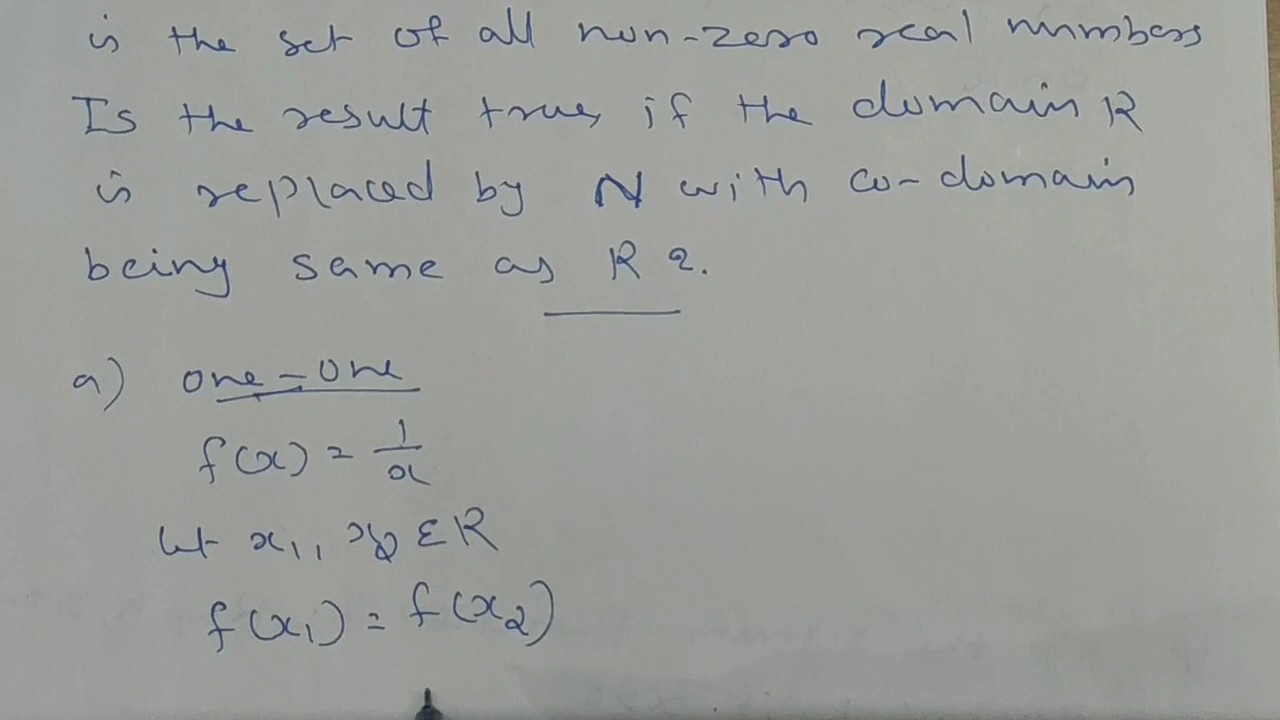 is the set of all non-zero real numbers
Is the result true, if the domain R
is replaced by N with co-domain
being same as R ?.
a) one-one
f(x) = 1/x
let x₁, x₂ ∈ R
f(x₁) = f(x₂)